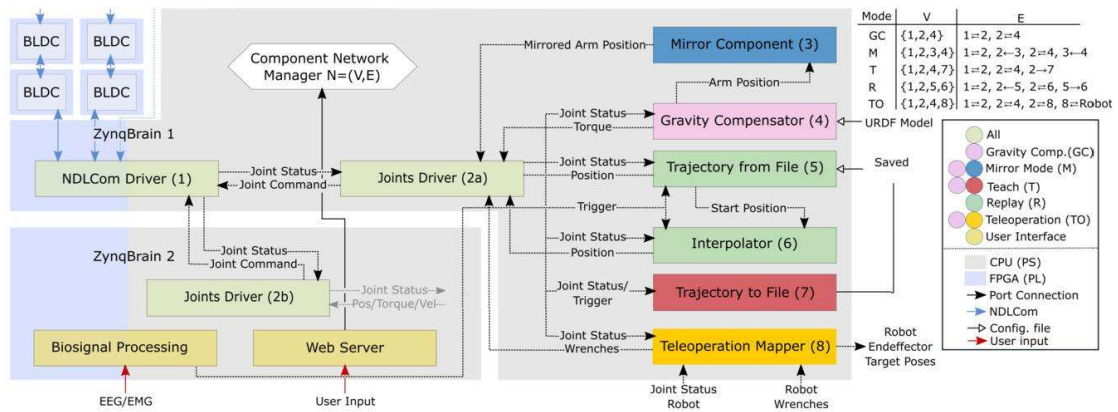 BLDC
BLDC
BLDC
BLDC
ZynqBrain 1
NDLCom Driver (1)
Joint Status
Joint Command
Component Network
Manager N=(V,E)
Joints Driver (2a)
Mirrored Arm Position
Mirror Component (3)
Arm Position
Joint Status
Torque
Gravity Compensator (4)
URDF Model
Joint Status
Position
Trajectory from File (5)
Saved
Trigger
Start Position
Joint Status
Position
Interpolator (6)
Joint Status/
Trigger
Trajectory to File (7)
Joint Status
Wrenches
Teleoperation Mapper (8)
Robot
Endeffector
Target Poses
Joint Status
Robot
Robot
Wrenches
ZynqBrain 2
Joint Status
Joint Command
Joints Driver (2b)
Joint Status
Pos/Torque/Vel
Biosignal Processing
Web Server
EEG/EMG
User Input
Mode V E
GC {1,2,4} 1⇌2, 2⇌4
M {1,2,3,4} 1⇌2, 2←3, 2⇌4, 3←4
T {1,2,4,7} 1⇌2, 2⇌4, 2→7
R {1,2,5,6} 1⇌2, 2←5, 2⇌6, 5→6
TO {1,2,4,8} 1⇌2, 2⇌4, 2⇌8, 8⇌Robot
All
Gravity Comp.(GC)
Mirror Mode (M)
Teach (T)
Replay (R)
Teleoperation (TO)
User Interface
CPU (PS)
FPGA (PL)
Port Connection
NDLCom
Config. file
User input